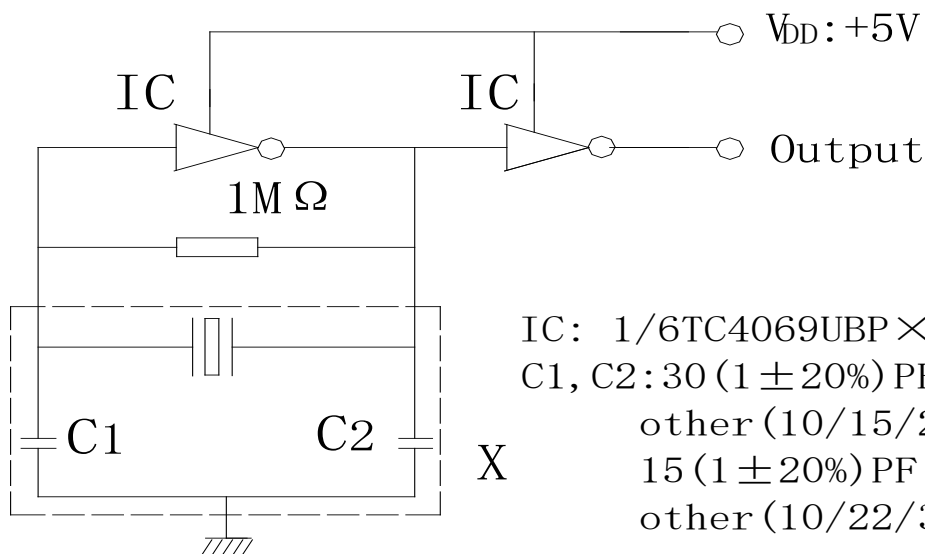 VDD:+5V
IC
IC
Output
1MΩ
IC: 1/6TC4069UBP×
C1,C2:30(1±20%)PF
other(10/15/2
C1
C2
X
15(1±20%)PF
other(10/22/3